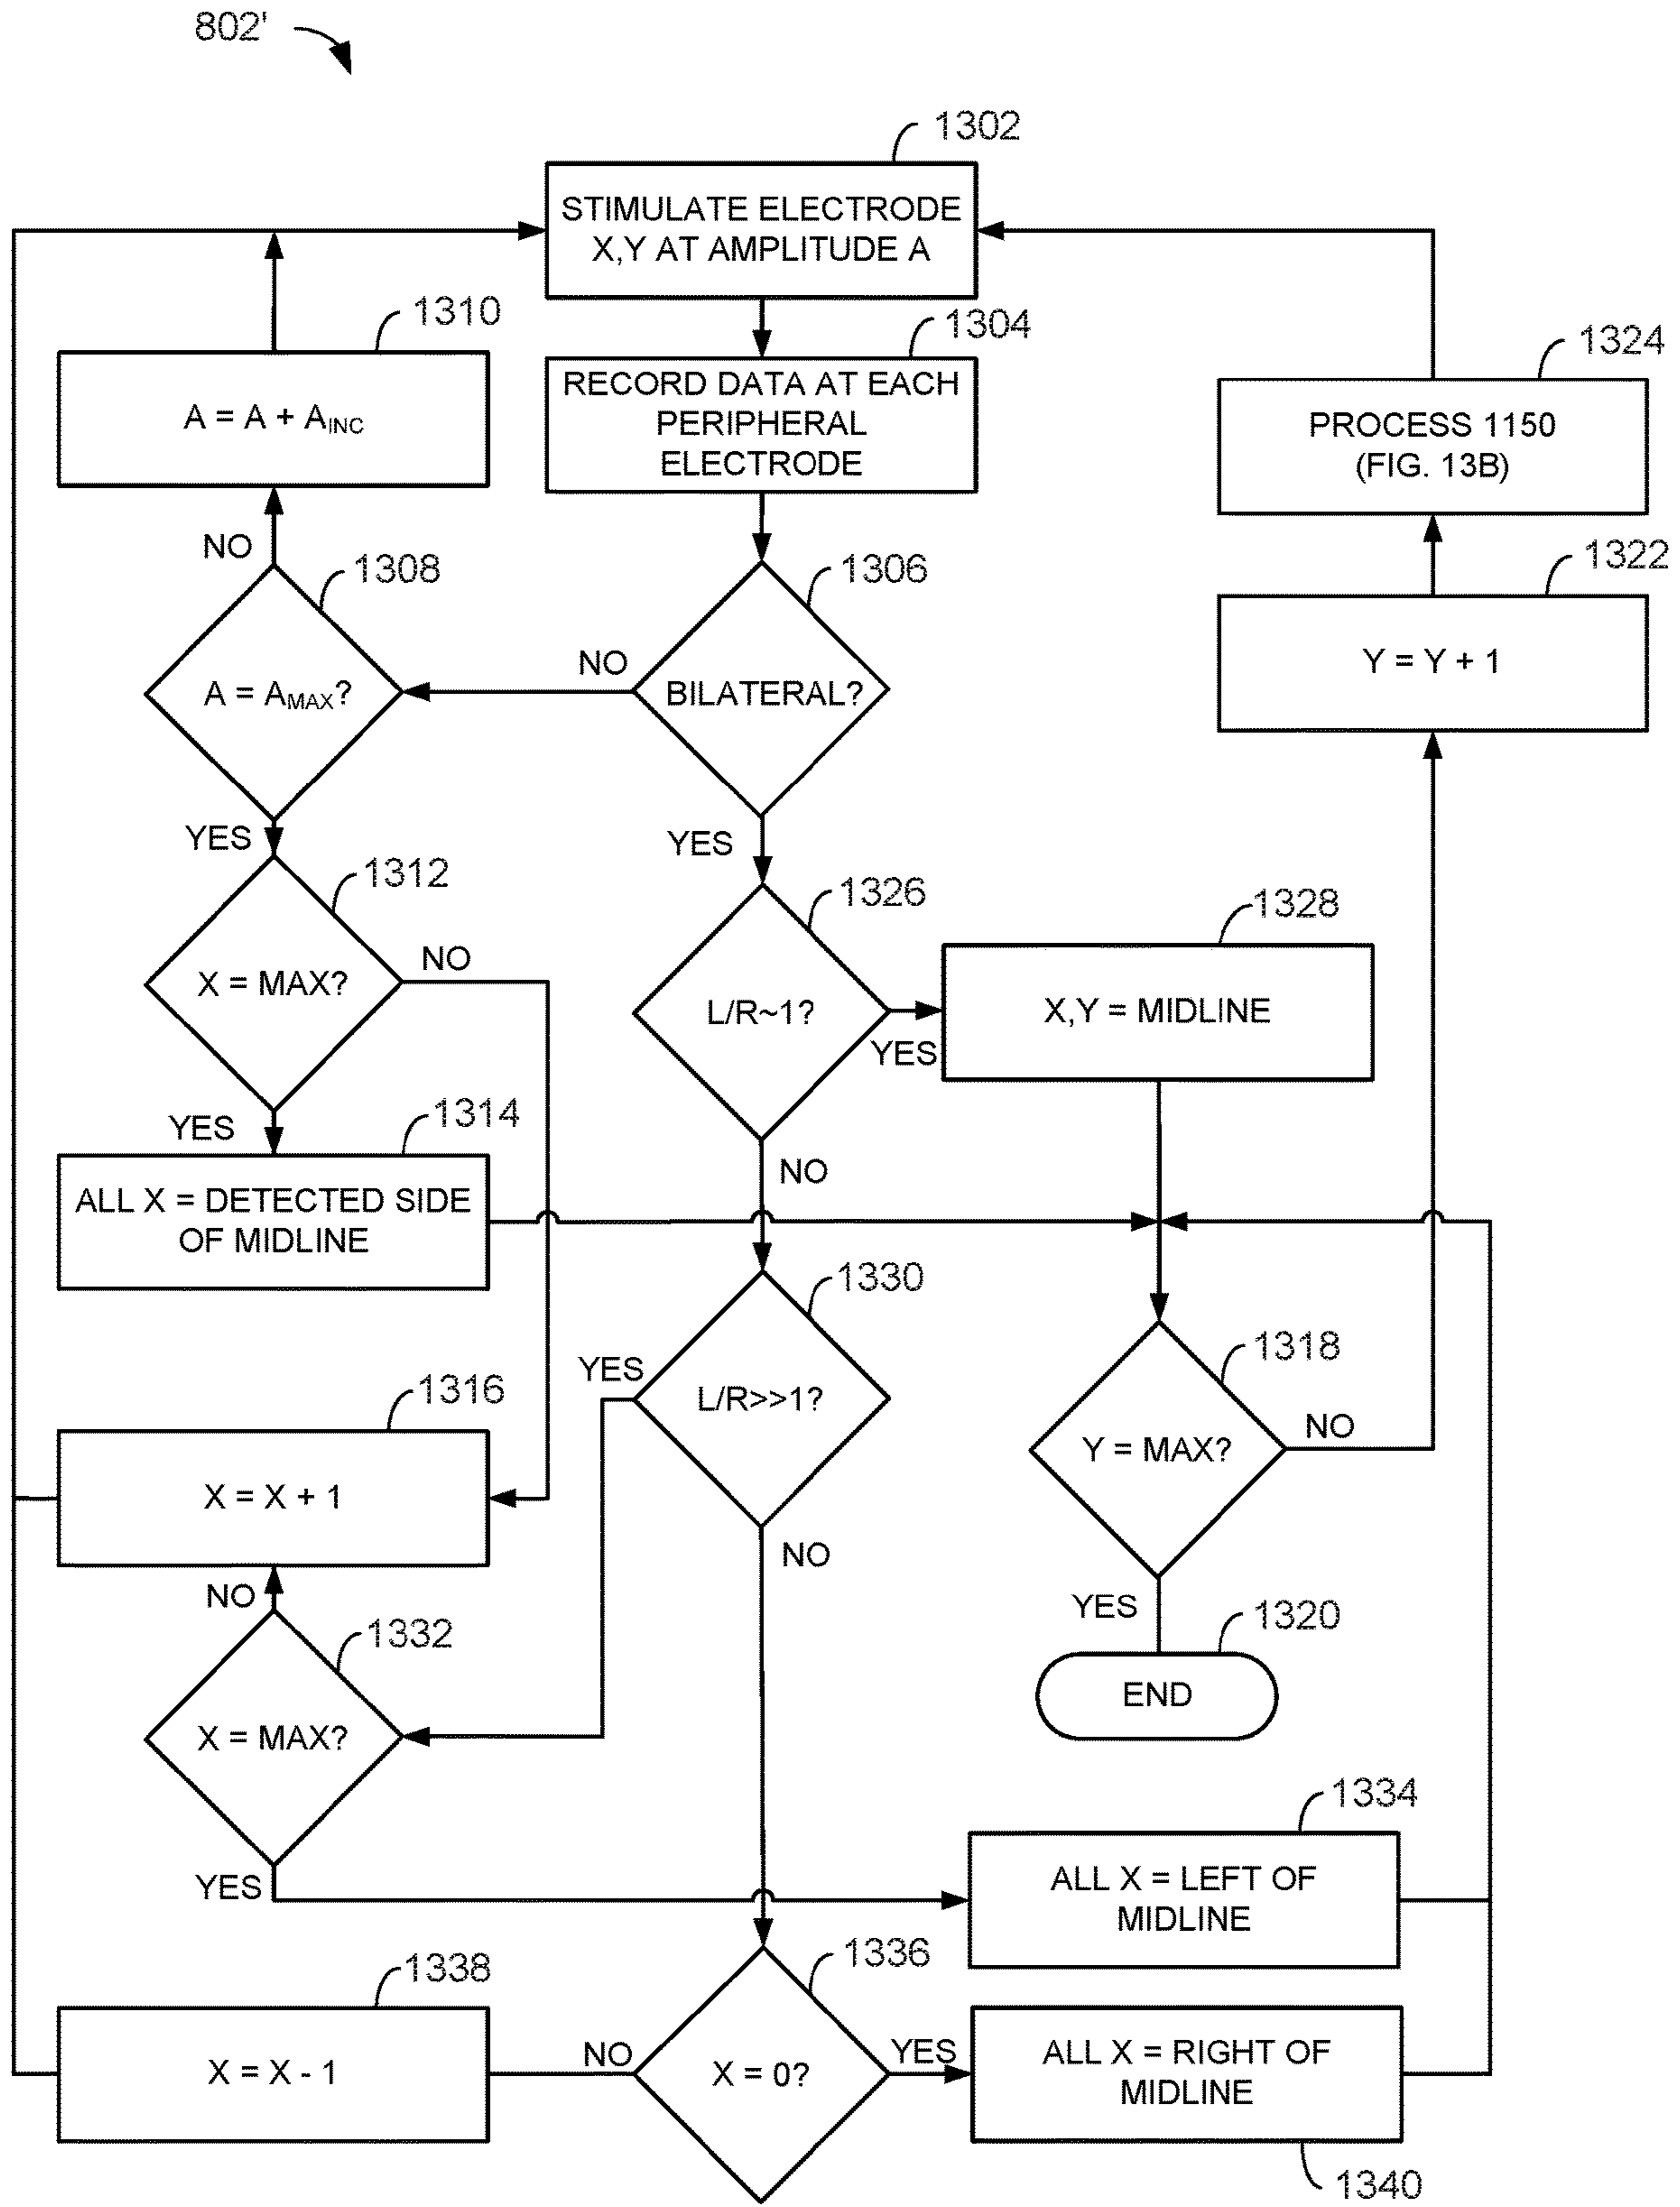 802'
1302
STIMULATE ELECTRODE
X,Y AT AMPLITUDE A
1304
RECORD DATA AT EACH
PERIPHERAL
ELECTRODE
1310
A = A + AINC
1324
PROCESS 1150
(FIG. 13B)
NO
1308
A = AMAX?
YES
NO
1306
BILATERAL?
YES
1322
Y = Y + 1
1312
X = MAX?
NO
YES
1326
L/R~1?
YES
NO
1328
X,Y = MIDLINE
1314
ALL X = DETECTED SIDE
OF MIDLINE
1330
L/R>>1?
YES
NO
1318
Y = MAX?
NO
YES
1320
END
1316
X = X + 1
NO
1332
X = MAX?
YES
1334
ALL X = LEFT OF
MIDLINE
1338
X = X - 1
NO
1336
X = 0?
YES
ALL X = RIGHT OF
MIDLINE
1340